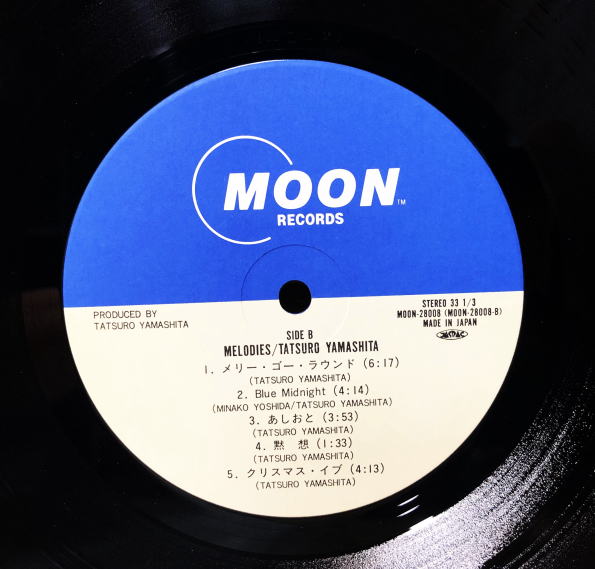 MOON
TM
RECORDS
PRODUCED BY
TATSURO YAMASHITA
STEREO 33 1/3
MOON-28008 (MOON-28008-B)
MADE IN JAPAN
SIDE B
MELODIES/TATSURO YAMASHITA
1. メリー・ゴー・ラウンド (6:17)
(TATSURO YAMASHITA)
2. Blue Midnight (4:14)
(MINAKO YOSHIDA/TATSURO YAMASHITA)
3. あしおと (3:53)
(TATSURO YAMASHITA)
4. 黙 想 (1:33)
(TATSURO YAMASHITA)
5. クリスマス・イブ (4:13)
(TATSURO YAMASHITA)